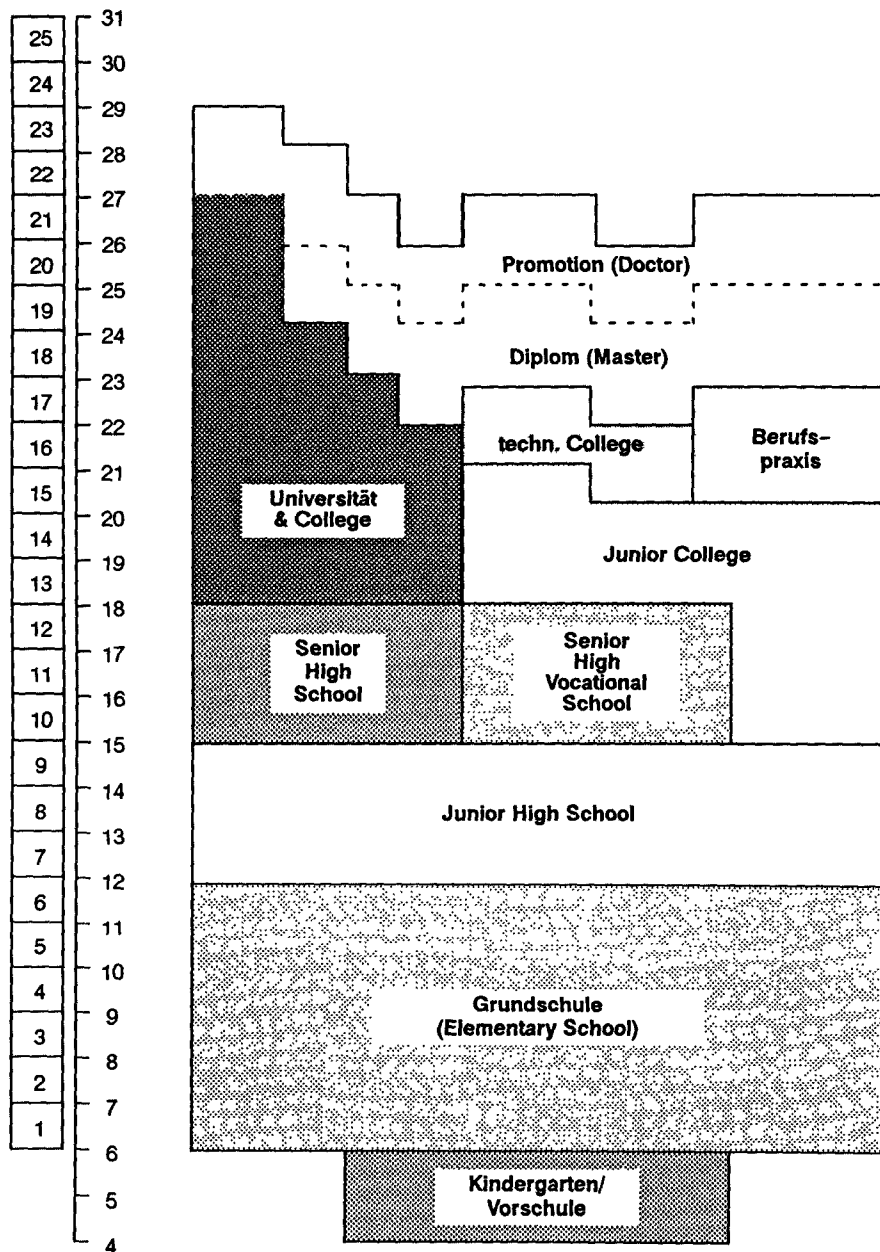 31
25
30
24
29
23
28
22
27
21
26
20
Promotion (Doctor)
25
19
24
18
Diplom (Master)
23
17
22
16
techn. College
Berufs-
praxis
21
15
Universität
& College
20
14
Junior College
19
13
18
12
Senior
High
School
Senior
High
Vocational
School
17
11
16
10
15
9
14
8
Junior High School
13
7
12
6
11
5
10
4
Grundschule
(Elementary School)
9
3
8
2
7
1
6
Kindergarten/
Vorschule
5
4